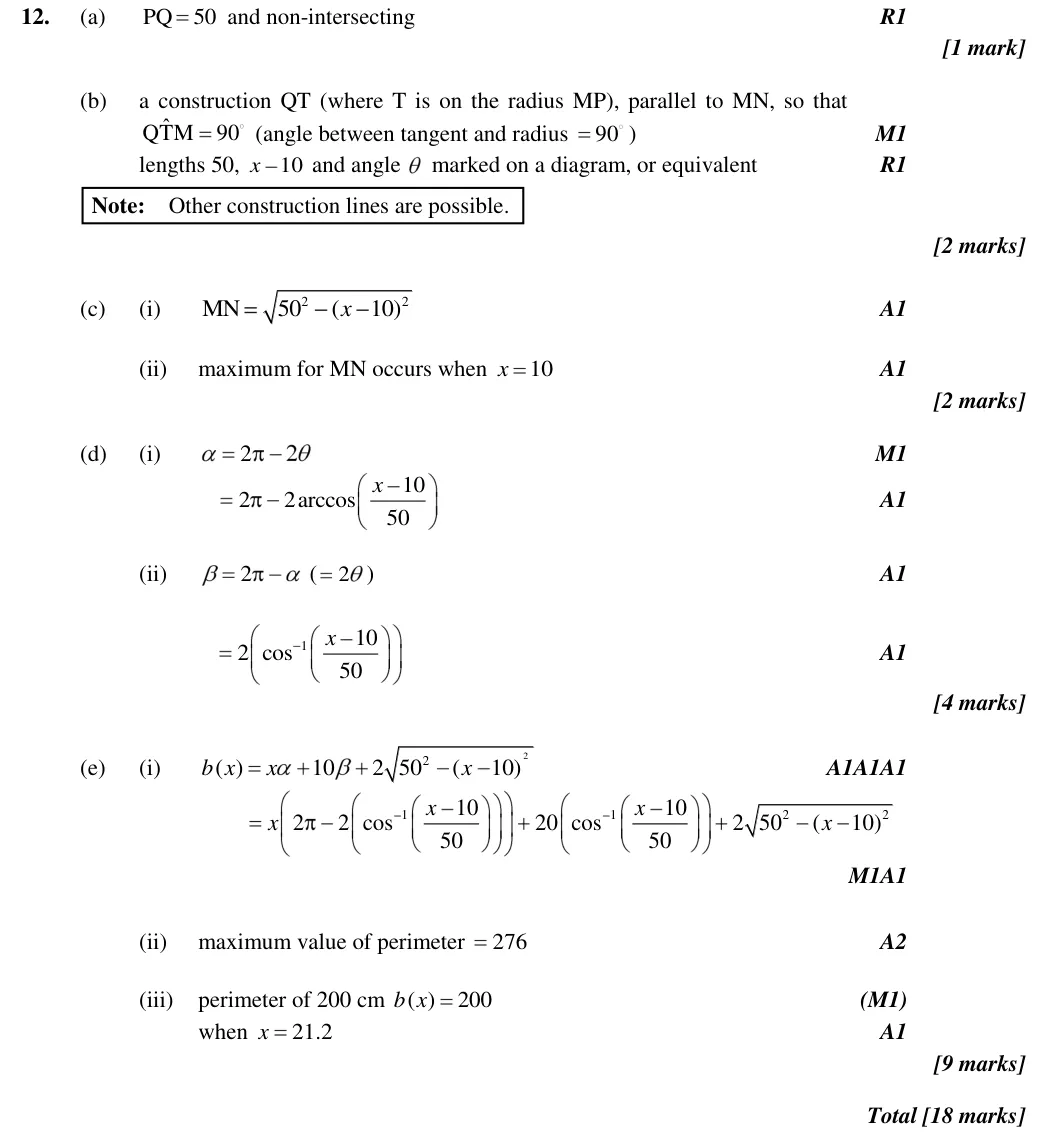 12. (a) PQ = 50 and non-intersecting R1
[1 mark]
(b) a construction QT (where T is on the radius MP), parallel to MN, so that
QT̂M = 90° (angle between tangent and radius = 90°) M1
lengths 50, x − 10 and angle θ marked on a diagram, or equivalent R1
Note: Other construction lines are possible.
[2 marks]
(c) (i) MN = √(50² − (x − 10)²) A1
(ii) maximum for MN occurs when x = 10 A1
[2 marks]
(d) (i) α = 2π − 2θ M1
= 2π − 2arccos((x − 10)/50) A1
(ii) β = 2π − α (= 2θ) A1
= 2(cos⁻¹((x − 10)/50)) A1
[4 marks]
(e) (i) b(x) = xα + 10β + 2√(50² − (x − 10)²) A1A1A1
= x(2π − 2(cos⁻¹((x − 10)/50))) + 20(cos⁻¹((x − 10)/50)) + 2√(50² − (x − 10)²)
M1A1
(ii) maximum value of perimeter = 276 A2
(iii) perimeter of 200 cm b(x) = 200 (M1)
when x = 21.2 A1
[9 marks]
Total [18 marks]